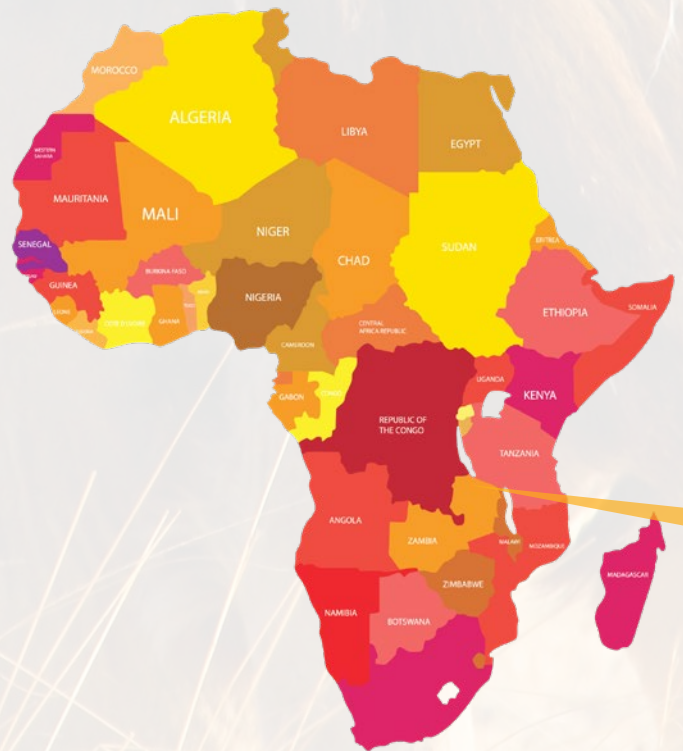 MOROCCO
ALGERIA
LIBYA
EGYPT
WESTERN
SAHARA
MAURITANIA
MALI
NIGER
CHAD
SUDAN
ERITREA
SENEGAL
GUINEA
BURKINA FASO
NIGERIA
ETHIOPIA
SOMALIA
GHANA
CENTRAL
AFRICA REPUBLIC
CAMEROON
GABON
CONGO
UGANDA
KENYA
REPUBLIC OF
THE CONGO
TANZANIA
ANGOLA
ZAMBIA
MALAWI
MOZAMBIQUE
MADAGASCAR
ZIMBABWE
NAMIBIA
BOTSWANA